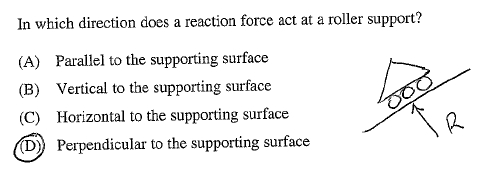 In which direction does a reaction force act at a roller support?
(A) Parallel to the supporting surface
(B) Vertical to the supporting surface
(C) Horizontal to the supporting surface
(D) Perpendicular to the supporting surface
R